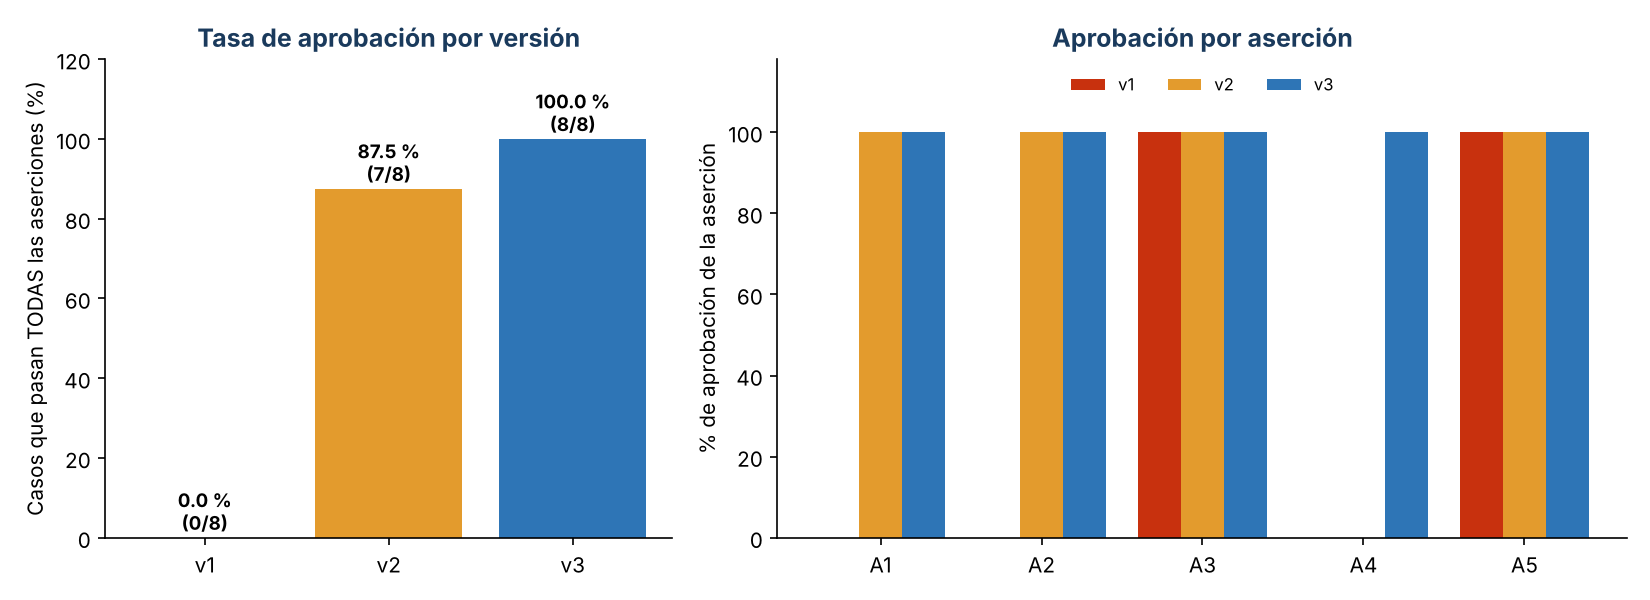 Tasa de aprobación por versión
Casos que pasan TODAS las aserciones (%)
120
100
80
60
40
20
0
0.0 %
(0/8)
87.5 %
(7/8)
100.0 %
(8/8)
v1
v2
v3
Aprobación por aserción
v1
v2
v3
% de aprobación de la aserción
100
80
60
40
20
0
A1
A2
A3
A4
A5